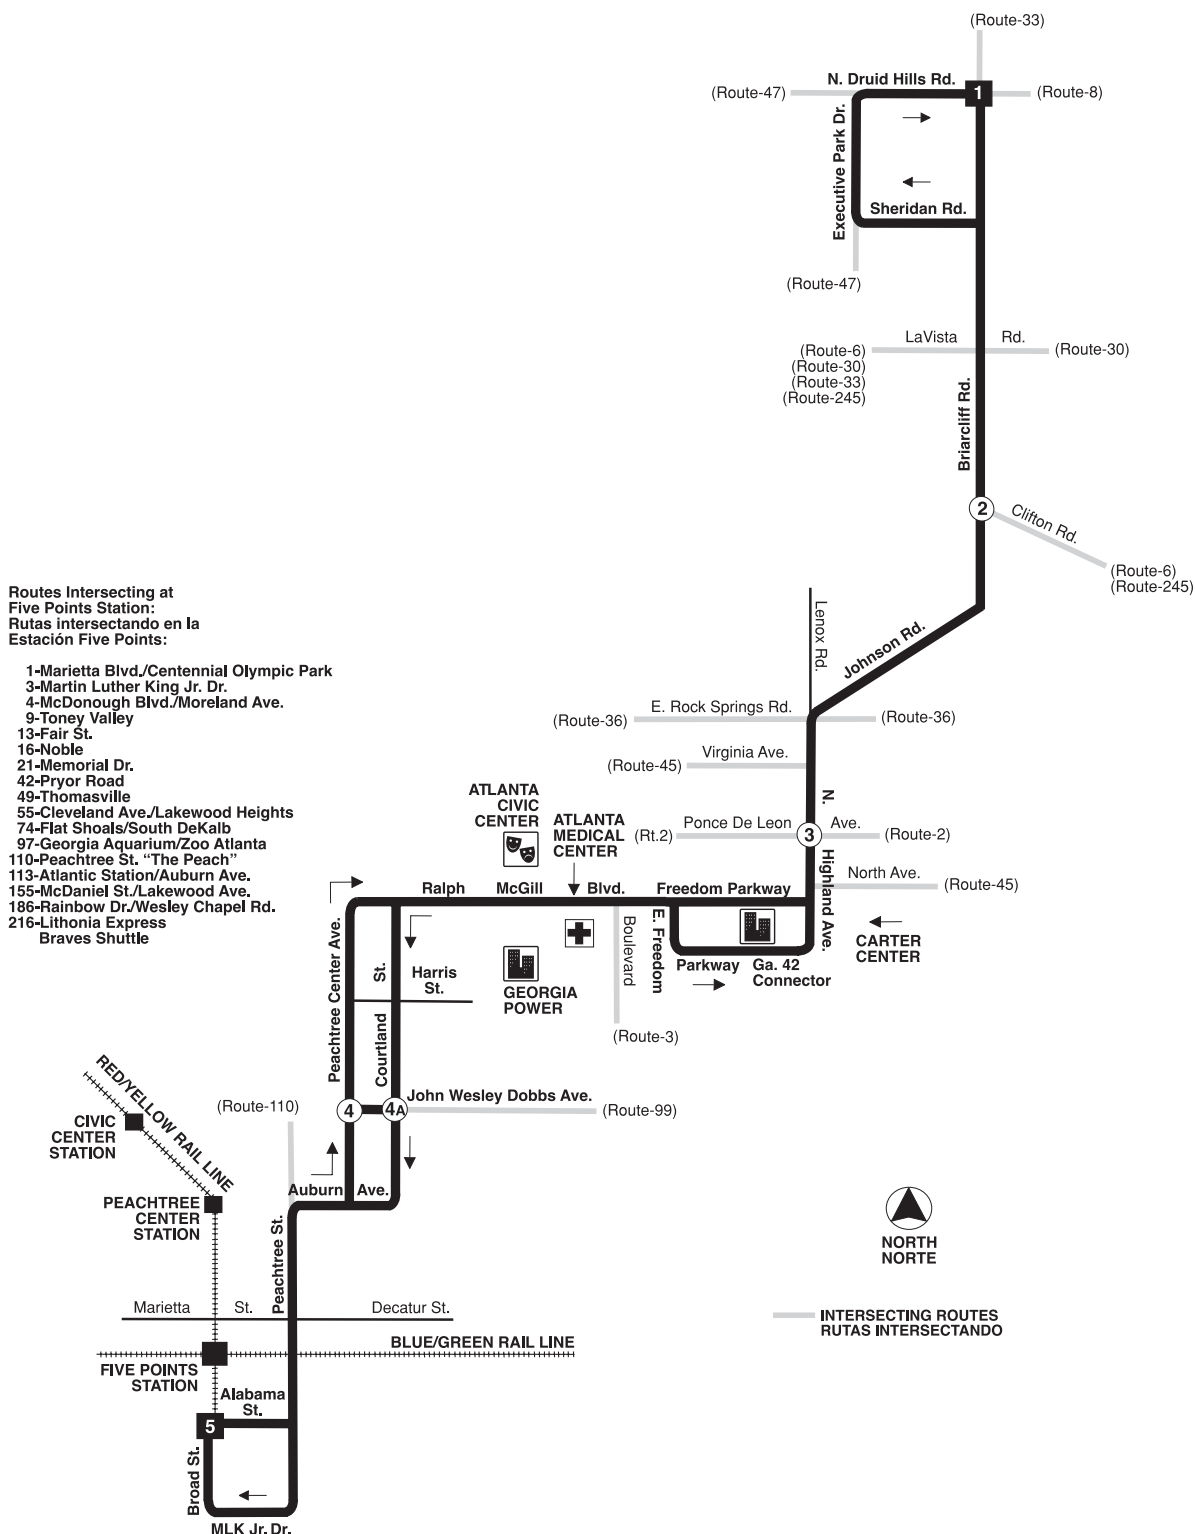 (Route-33)
N. Druid Hills Rd.
(Route-47)
1
(Route-8)
Executive Park Dr.
Sheridan Rd.
(Route-47)
LaVista Rd.
(Route-6)
(Route-30)
(Route-33)
(Route-245)
(Route-30)
Briarcliff Rd.
2
Clifton Rd.
(Route-6)
(Route-245)
Routes Intersecting at
Five Points Station:
Rutas intersectando en la
Estación Five Points:
1-Marietta Blvd./Centennial Olympic Park
3-Martin Luther King Jr. Dr.
4-McDonough Blvd./Moreland Ave.
9-Toney Valley
13-Fair St.
16-Noble
21-Memorial Dr.
42-Pryor Road
49-Thomasville
55-Cleveland Ave./Lakewood Heights
74-Flat Shoals/South DeKalb
97-Georgia Aquarium/Zoo Atlanta
110-Peachtree St. “The Peach”
113-Atlantic Station/Auburn Ave.
155-McDaniel St./Lakewood Ave.
186-Rainbow Dr./Wesley Chapel Rd.
216-Lithonia Express
Braves Shuttle
Lenox Rd.
Johnson Rd.
E. Rock Springs Rd.
(Route-36)
(Route-36)
Virginia Ave.
(Route-45)
N. Highland Ave.
ATLANTA
CIVIC
CENTER
ATLANTA
MEDICAL
CENTER
Ponce De Leon Ave.
(Rt.2)
3
(Route-2)
North Ave.
(Route-45)
Ralph McGill Blvd.
Freedom Parkway
CARTER
CENTER
E. Freedom
Parkway
Ga. 42
Connector
Boulevard
(Route-3)
GEORGIA
POWER
Harris
St.
Peachtree Center Ave.
Courtland St.
4
4A
John Wesley Dobbs Ave.
(Route-99)
(Route-110)
RED/YELLOW RAIL LINE
CIVIC
CENTER
STATION
PEACHTREE
CENTER
STATION
Auburn Ave.
Peachtree St.
NORTH
NORTE
Marietta St.
Decatur St.
INTERSECTING ROUTES
RUTAS INTERSECTANDO
BLUE/GREEN RAIL LINE
FIVE POINTS
STATION
Alabama
St.
5
Broad St.
MLK Jr. Dr.